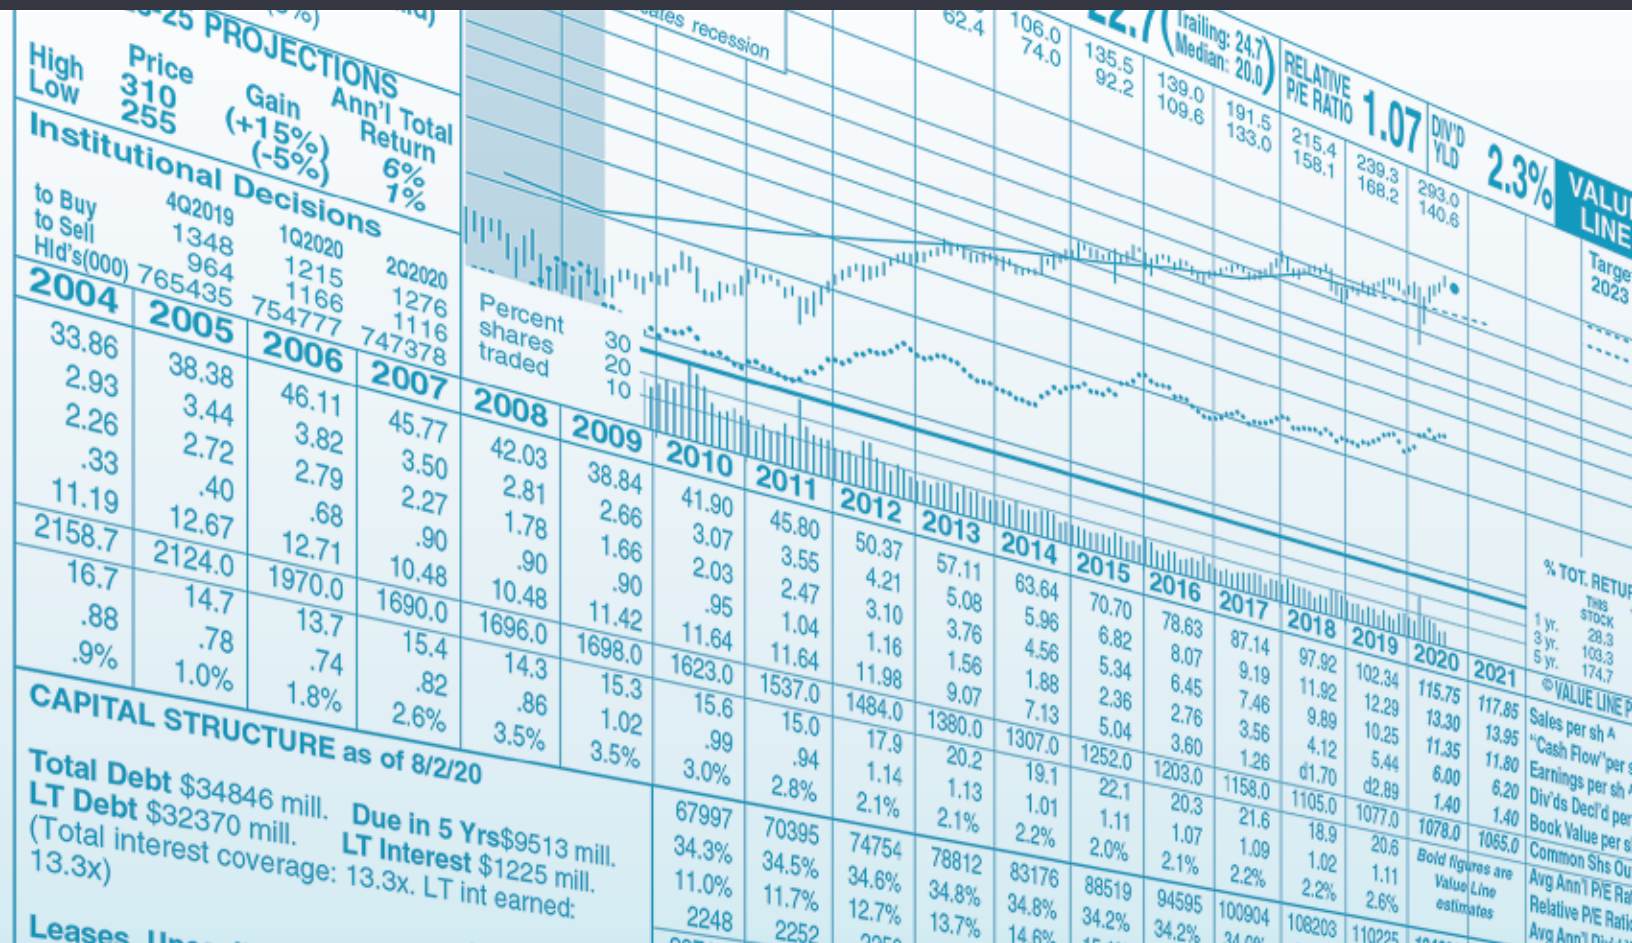 -25 PROJECTIONS
Price Gain Ann'l Total
Return
High 310 (+15%) 6%
Low 255 (-5%) 1%
Institutional Decisions
4Q2019 1Q2020 2Q2020
to Buy 1348 1215 1276
to Sell 964 1166 1116
Hld's(000) 765435 754777 747378
recession
62.4
106.0 135.5 139.0 191.5 215.4 239.3 293.0
74.0 92.2 109.6 133.0 158.1 168.2 140.6
22.7 (Trailing: 24.7
Median: 20.0)
RELATIVE
P/E RATIO 1.07
DIV'D
YLD 2.3%
VALU
LINE
Targe
2023
Percent
shares
traded
30
20
10
2004 2005 2006 2007 2008 2009 2010 2011 2012 2013 2014 2015 2016 2017 2018 2019 2020 2021
33.86 38.38 46.11 45.77 42.03 38.84 41.90 45.80 50.37 57.11 63.64 70.70 78.63 87.14 97.92 102.34 115.75 117.85 Sales per sh A
2.93 3.44 3.82 3.50 2.81 2.66 3.07 3.55 4.21 5.08 5.96 6.82 8.07 9.19 11.92 12.29 13.30 13.95 "Cash Flow" per s
2.26 2.72 2.79 2.27 1.78 1.66 2.03 2.47 3.10 3.76 4.56 5.34 6.45 7.46 9.89 10.25 11.35 11.80 Earnings per sh A
.33 .40 .68 .90 .90 .90 .95 1.04 1.16 1.56 1.88 2.36 2.76 3.56 4.12 5.44 6.00 6.20 Div'ds Decl'd per
11.19 12.67 12.71 10.48 10.48 11.42 11.64 11.64 11.98 9.07 7.13 5.04 3.60 1.26 d1.70 d2.89 1.40 1.40 Book Value per s
2158.7 2124.0 1970.0 1690.0 1696.0 1698.0 1623.0 1537.0 1484.0 1380.0 1307.0 1252.0 1203.0 1158.0 1105.0 1077.0 1078.0 1065.0 Common Shs Ou
16.7 14.7 13.7 15.4 14.3 15.3 15.6 15.0 17.9 20.2 19.1 22.1 20.3 21.6 18.9 20.6 Bold figures are Avg Ann'l P/E Ra
.88 .78 .74 .82 .86 1.02 .99 .94 1.14 1.13 1.01 1.11 1.07 1.09 1.02 1.11 Value Line Relative P/E Ratio
.9% 1.0% 1.8% 2.6% 3.5% 3.5% 3.0% 2.8% 2.1% 2.1% 2.2% 2.0% 2.1% 2.2% 2.2% 2.6% estimates Avg Ann'l
% TOT. RETUR
THIS
STOCK
1 yr. 28.3
3 yr. 103.3
5 yr. 174.7
© VALUE LINE P
CAPITAL STRUCTURE as of 8/2/20
Total Debt $34846 mill. Due in 5 Yrs $9513 mill.
LT Debt $32370 mill. LT Interest $1225 mill.
(Total interest coverage: 13.3x. LT int earned:
13.3x)
Leases,
67997 70395 74754 78812 83176 88519 94595 100904 108203 110225
34.3% 34.5% 34.6% 34.8% 34.8% 34.2% 34.2% 34.0%
11.0% 11.7% 12.7% 13.7% 14.6%
2248 2252